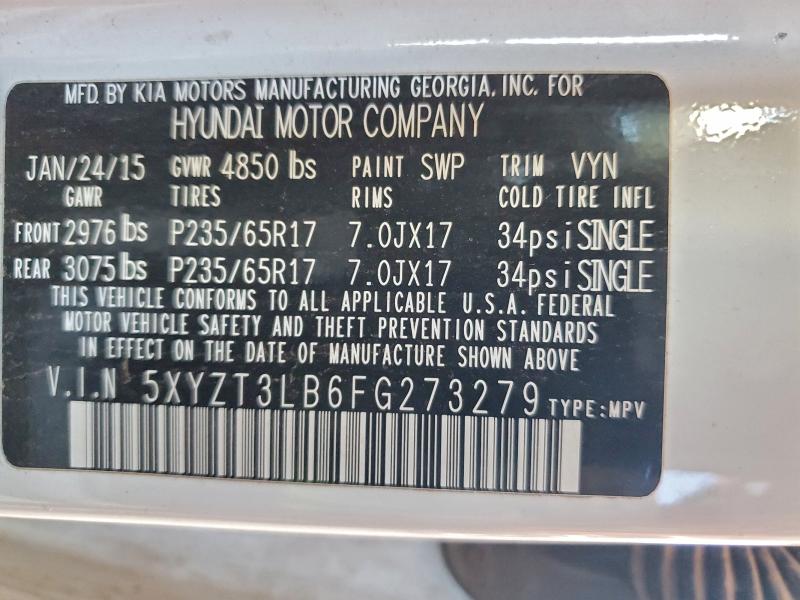 MFD. BY KIA MOTORS MANUFACTURING GEORGIA, INC. FOR
HYUNDAI MOTOR COMPANY
JAN/24/15 GVWR 4850 lbs PAINT SWP TRIM VYN
GAWR TIRES RIMS COLD TIRE INFL
FRONT 2976 lbs P235/65R17 7.0JX17 34psi SINGLE
REAR 3075 lbs P235/65R17 7.0JX17 34psi SINGLE
THIS VEHICLE CONFORMS TO ALL APPLICABLE U.S.A. FEDERAL
MOTOR VEHICLE SAFETY AND THEFT PREVENTION STANDARDS
IN EFFECT ON THE DATE OF MANUFACTURE SHOWN ABOVE
V.I.N 5XYZT3LB6FG273279 TYPE:MPV